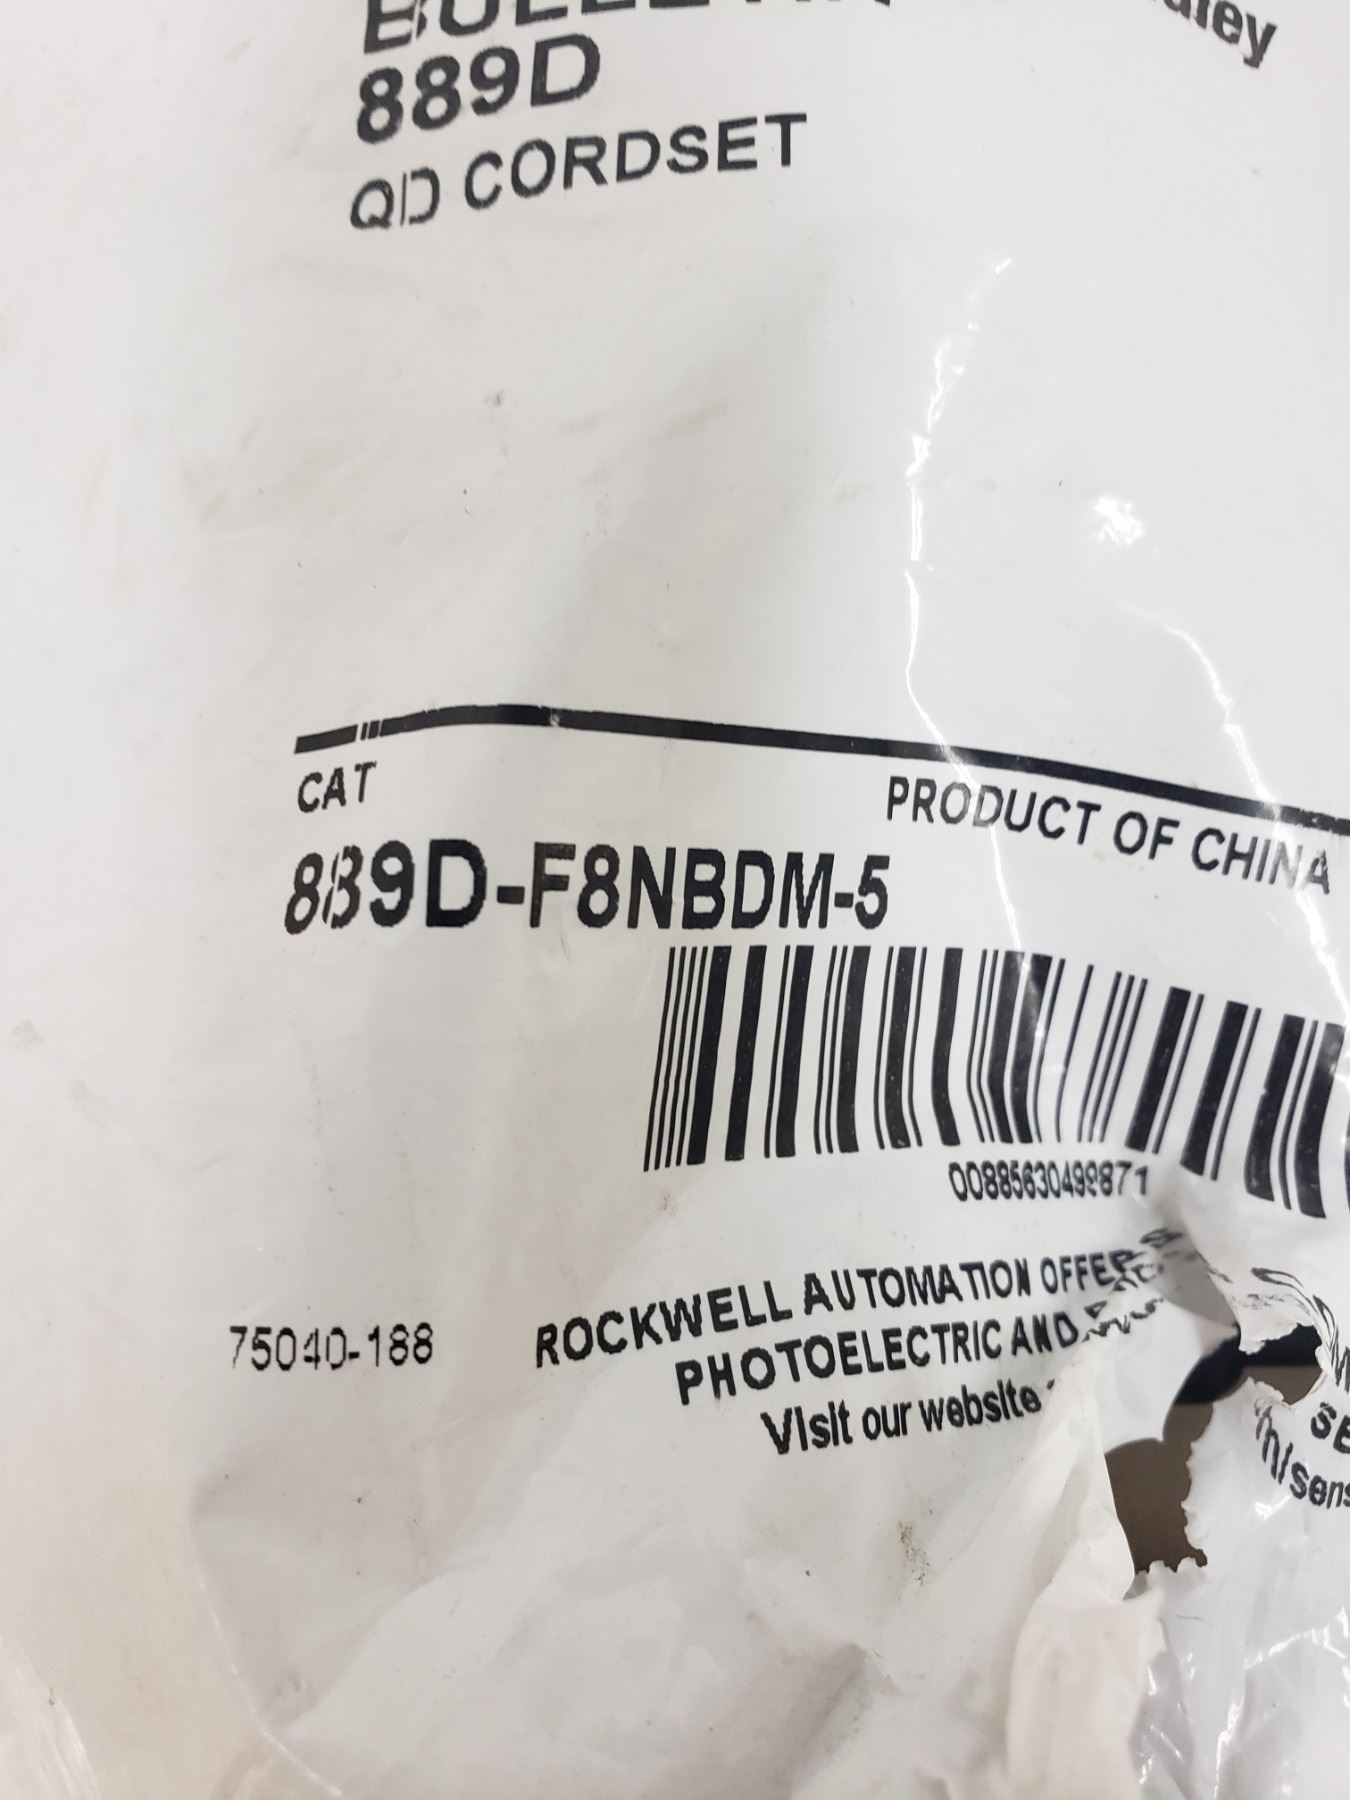 889D
QD CORDSET
CAT
PRODUCT OF CHINA
889D-F8NBDM-5
00885630499871
75040-188
ROCKWELL AUTOMATION OFFERS
PHOTOELECTRIC AND
Visit our website